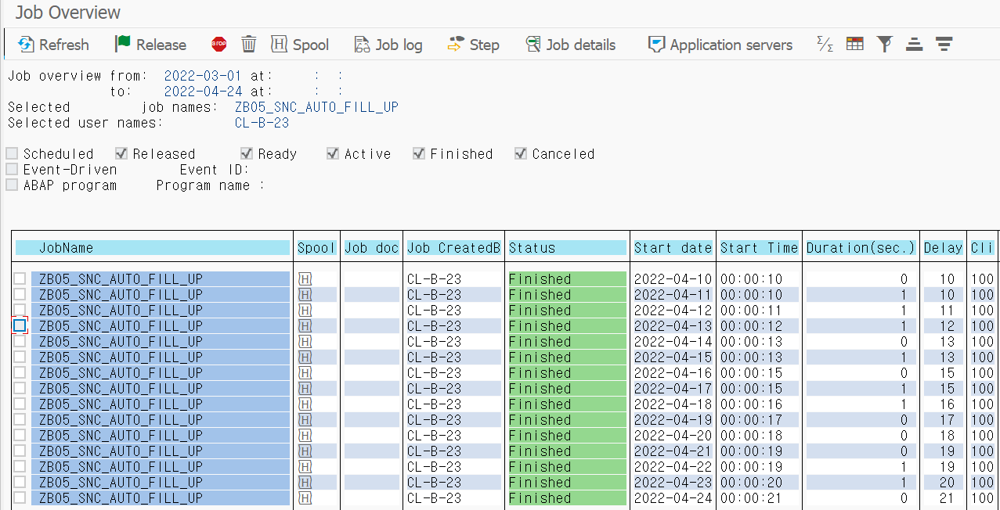 Job Overview
Refresh Release STOP Spool Job log Step Job details Application servers
Job overview from: 2022-03-01 at: : :
to: 2022-04-24 at: : :
Selected job names: ZB05_SNC_AUTO_FILL_UP
Selected user names: CL-B-23
Scheduled Released Ready Active Finished Canceled
Event-Driven Event ID:
ABAP program Program name :
JobName Spool Job doc Job CreatedB Status Start date Start Time Duration(sec.) Delay Cli
ZB05_SNC_AUTO_FILL_UP CL-B-23 Finished 2022-04-10 00:00:10 0 10 100
ZB05_SNC_AUTO_FILL_UP CL-B-23 Finished 2022-04-11 00:00:10 1 10 100
ZB05_SNC_AUTO_FILL_UP CL-B-23 Finished 2022-04-12 00:00:11 1 11 100
ZB05_SNC_AUTO_FILL_UP CL-B-23 Finished 2022-04-13 00:00:12 1 12 100
ZB05_SNC_AUTO_FILL_UP CL-B-23 Finished 2022-04-14 00:00:13 0 13 100
ZB05_SNC_AUTO_FILL_UP CL-B-23 Finished 2022-04-15 00:00:13 1 13 100
ZB05_SNC_AUTO_FILL_UP CL-B-23 Finished 2022-04-16 00:00:15 0 15 100
ZB05_SNC_AUTO_FILL_UP CL-B-23 Finished 2022-04-17 00:00:15 1 15 100
ZB05_SNC_AUTO_FILL_UP CL-B-23 Finished 2022-04-18 00:00:16 1 16 100
ZB05_SNC_AUTO_FILL_UP CL-B-23 Finished 2022-04-19 00:00:17 0 17 100
ZB05_SNC_AUTO_FILL_UP CL-B-23 Finished 2022-04-20 00:00:18 0 18 100
ZB05_SNC_AUTO_FILL_UP CL-B-23 Finished 2022-04-21 00:00:19 0 19 100
ZB05_SNC_AUTO_FILL_UP CL-B-23 Finished 2022-04-22 00:00:19 1 19 100
ZB05_SNC_AUTO_FILL_UP CL-B-23 Finished 2022-04-23 00:00:20 1 20 100
ZB05_SNC_AUTO_FILL_UP CL-B-23 Finished 2022-04-24 00:00:21 0 21 100